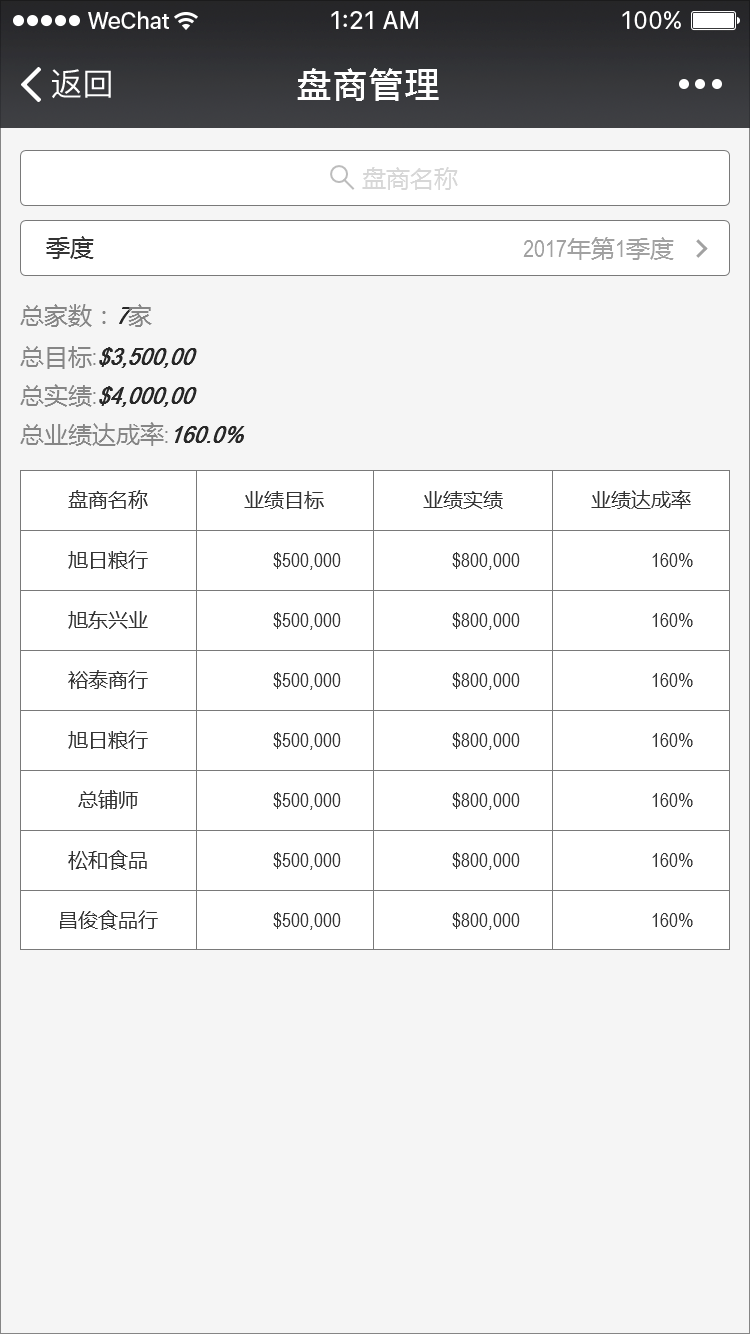 WeChat 1:21 AM 100%
返回 盘商管理
盘商名称
季度 2017年第1季度
总家数：7家
总目标:$3,500,00
总实绩:$4,000,00
总业绩达成率:160.0%
盘商名称 业绩目标 业绩实绩 业绩达成率
旭日粮行 $500,000 $800,000 160%
旭东兴业 $500,000 $800,000 160%
裕泰商行 $500,000 $800,000 160%
旭日粮行 $500,000 $800,000 160%
总铺师 $500,000 $800,000 160%
松和食品 $500,000 $800,000 160%
昌俊食品行 $500,000 $800,000 160%